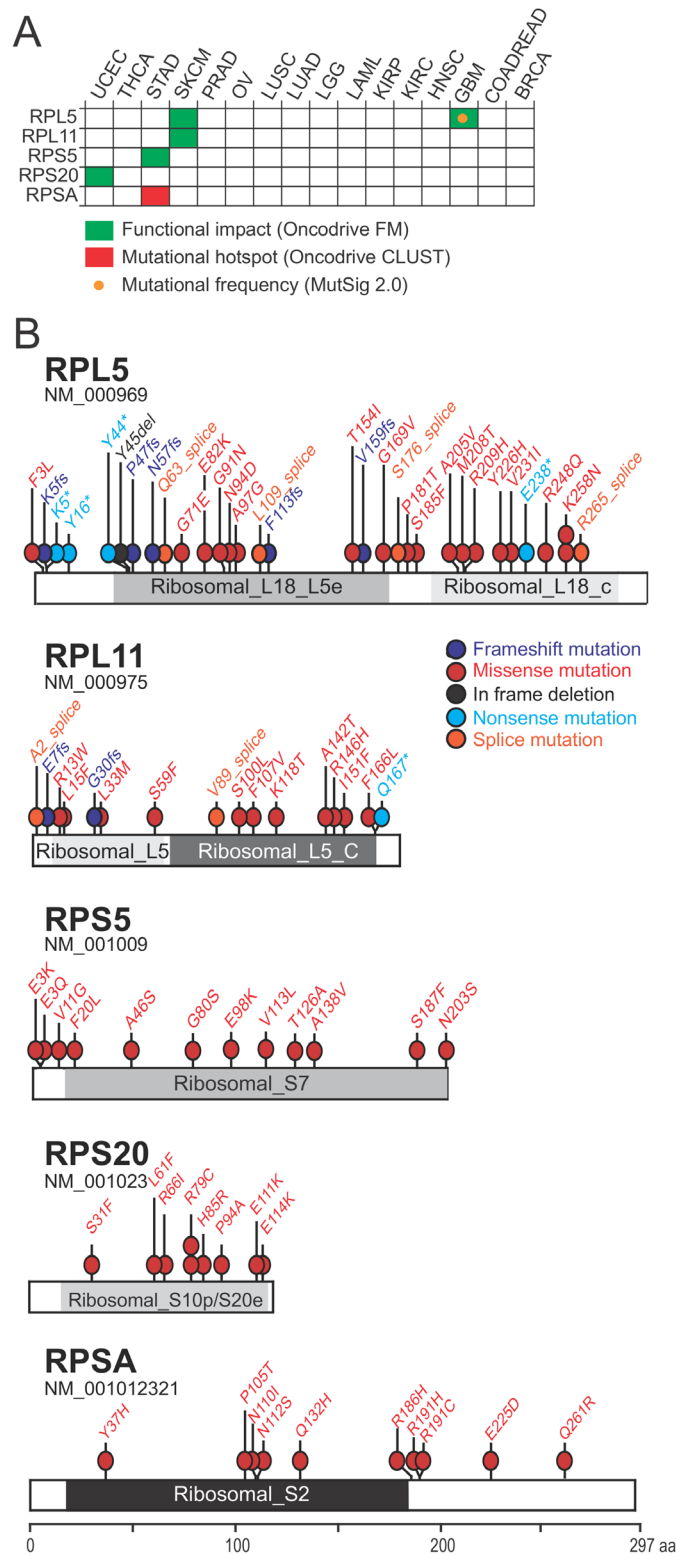 A
UCEC THCA STAD SKCM PRAD OV LUSC LUAD LGG LAML KIRP KIRC HNSC GBM COADREAD BRCA
RPL5
RPL11
RPS5
RPS20
RPSA
Functional impact (Oncodrive FM)
Mutational hotspot (Oncodrive CLUST)
Mutational frequency (MutSig 2.0)
B
RPL5
NM_000969
F3L K5fs K5* Y16* Y44* Y45del P47fs N57fs Q63_splice G71E E82K G91N N94D A97G L109_splice F113fs T154I V159fs G169V S176_splice P181T S185F A205V M208T R209H Y226H V231I E238* R248Q K258N R265_splice
Ribosomal_L18_L5e Ribosomal_L18_c
RPL11
NM_000975
Frameshift mutation
Missense mutation
In frame deletion
Nonsense mutation
Splice mutation
A2_splice E7fs R13W L15F G30fs L33M S59F V89_splice S100L F107V K118T A142T R146H I151F F166L Q167*
Ribosomal_L5 Ribosomal_L5_C
RPS5
NM_001009
E3K E3Q V11G F20L A46S G80S E98K V113L T126A A138V S187F N203S
Ribosomal_S7
RPS20
NM_001023
S31F L61F R66I R79C H85R P94A E111K E114K
Ribosomal_S10p/S20e
RPSA
NM_001012321
Y37H P105T N110I N112S Q132H R186H R191H R191C E225D Q261R
Ribosomal_S2
0 100 200 297 aa